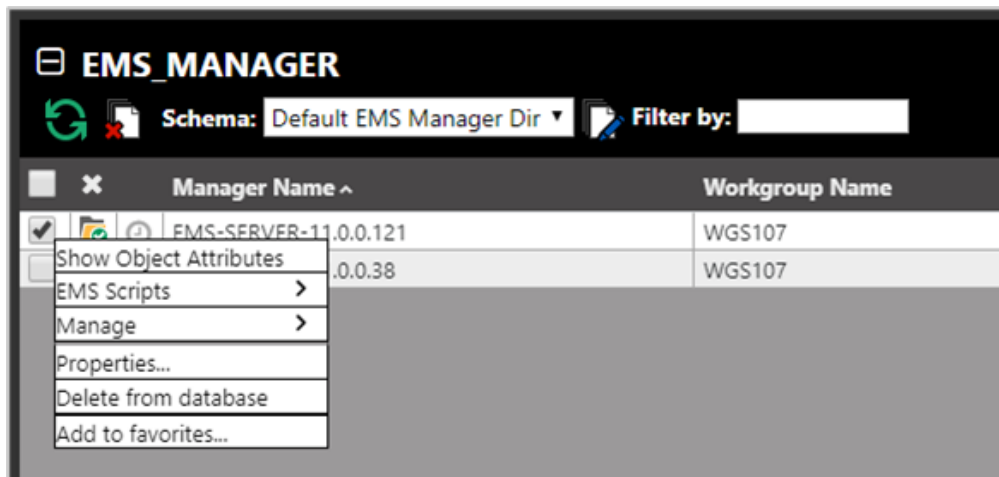 EMS_MANAGER
Schema: Default EMS Manager Dir Filter by:
Manager Name Workgroup Name
EMS-SERVER-11.0.0.121 WGS107
Show Object Attributes
.0.0.38 WGS107
EMS Scripts
Manage
Properties...
Delete from database
Add to favorites...